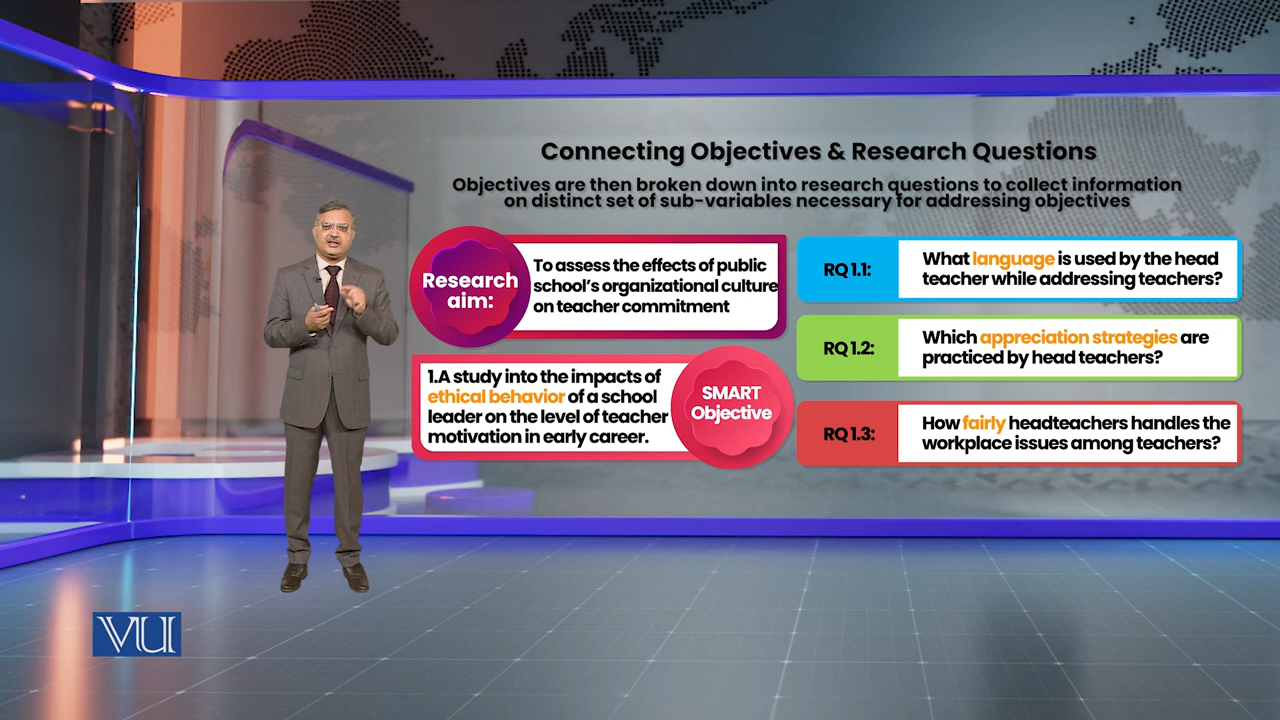 Connecting Objectives & Research Questions
Objectives are then broken down into research questions to collect information
on distinct set of sub-variables necessary for addressing objectives
Research
aim:
To assess the effects of public
school's organizational culture
on teacher commitment
1.A study into the impacts of
ethical behavior of a school
leader on the level of teacher
motivation in early career.
SMART
Objective
RQ 1.1:
What language is used by the head
teacher while addressing teachers?
RQ 1.2:
Which appreciation strategies are
practiced by head teachers?
RQ 1.3:
How fairly headteachers handles the
workplace issues among teachers?
VU